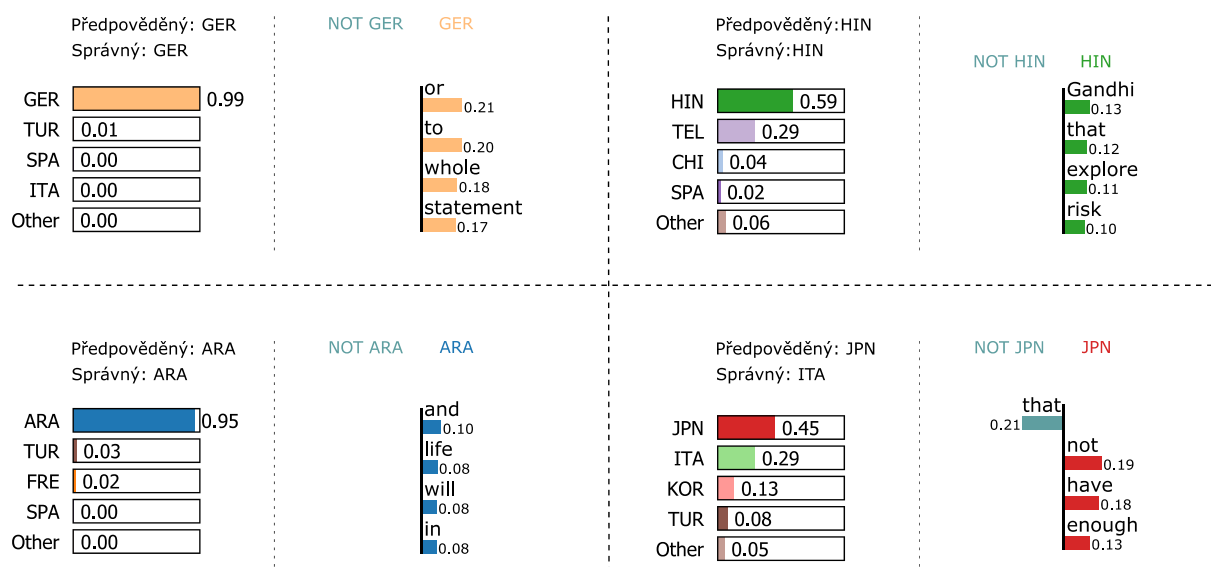 Předpověděný: GER
Správný: GER
NOT GER GER
GER 0.99
TUR 0.01
SPA 0.00
ITA 0.00
Other 0.00
or
0.21
to
0.20
whole
0.18
statement
0.17
Předpověděný:HIN
Správný:HIN
NOT HIN HIN
HIN 0.59
TEL 0.29
CHI 0.04
SPA 0.02
Other 0.06
Gandhi
0.13
that
0.12
explore
0.11
risk
0.10
Předpověděný: ARA
Správný: ARA
NOT ARA ARA
ARA 0.95
TUR 0.03
FRE 0.02
SPA 0.00
Other 0.00
and
0.10
life
0.08
will
0.08
in
0.08
Předpověděný: JPN
Správný: ITA
NOT JPN JPN
JPN 0.45
ITA 0.29
KOR 0.13
TUR 0.08
Other 0.05
that
0.21
not
0.19
have
0.18
enough
0.13